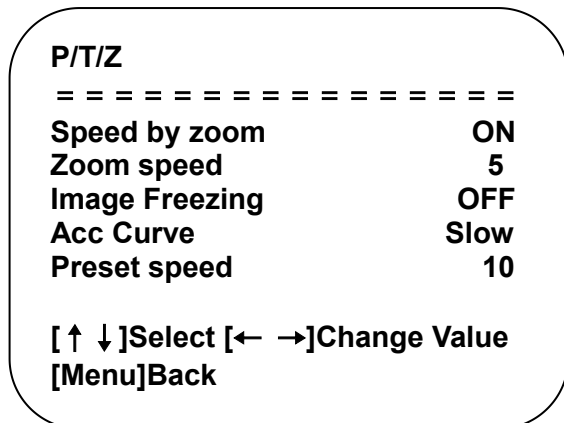 P/T/Z
= = = = = = = = = = = = = = = =
Speed by zoom ON
Zoom speed 5
Image Freezing OFF
Acc Curve Slow
Preset speed 10
[↑ ↓]Select [← →]Change Value
[Menu]Back